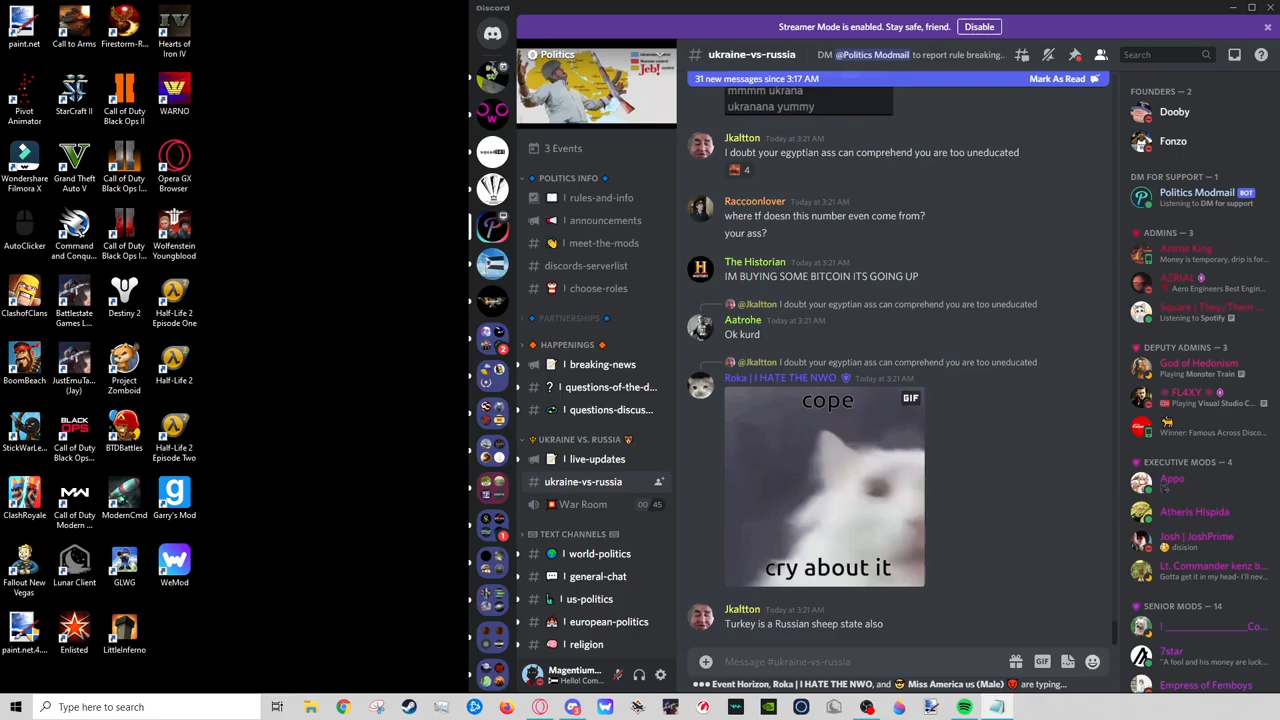 paint.net
Call to Arms
Firestorm-R...
Hearts of Iron IV
Pivot Animator
StarCraft II
Call of Duty Black Ops II
WARNO
Wondershare Filmora X
Grand Theft Auto V
Call of Duty Black Ops I...
Opera GX Browser
AutoClicker
Command and Conqu...
Call of Duty Black Ops I...
Wolfenstein Youngblood
ClashofClans
Battlestate Games L...
Destiny 2
Half-Life 2 Episode One
BoomBeach
JustEmuTa... (Jay)
Project Zomboid
Half-Life 2
StickWarLe...
Call of Duty Black Ops...
BTDBattles
Half-Life 2 Episode Two
ClashRoyale
Call of Duty Modern ...
ModernCmd
Garry's Mod
Fallout New Vegas
Lunar Client
GLWG
WeMod
paint.net.4....
Enlisted
LittleInferno
Discord
Streamer Mode is enabled. Stay safe, friend.
Disable
Politics
Jeb!
3 Events
POLITICS INFO
rules-and-info
announcements
meet-the-mods
discords-serverlist
choose-roles
PARTNERSHIPS
HAPPENINGS
breaking-news
questions-of-the-d...
questions-discus...
UKRAINE VS. RUSSIA
live-updates
ukraine-vs-russia
War Room
00 45
TEXT CHANNELS
world-politics
general-chat
us-politics
european-politics
religion
Magentium...
Hello! Com...
# ukraine-vs-russia
DM @Politics Modmail to report rule breaking...
Search
31 new messages since 3:17 AM
Mark As Read
mmmm ukrana
ukranana yummy
Jkaltton Today at 3:21 AM
I doubt your egyptian ass can comprehend you are too uneducated
4
Raccoonlover Today at 3:21 AM
where tf doesn this number even come from?
your ass?
The Historian Today at 3:21 AM
IM BUYING SOME BITCOIN ITS GOING UP
@Jkaltton I doubt your egyptian ass can comprehend you are too uneducated
Aatrohe Today at 3:21 AM
Ok kurd
@Jkaltton I doubt your egyptian ass can comprehend you are too uneducated
Roka | I HATE THE NWO Today at 3:21 AM
cope
GIF
cry about it
Jkaltton Today at 3:21 AM
Turkey is a Russian sheep state also
Message #ukraine-vs-russia
GIF
Event Horizon, Roka | I HATE THE NWO, and 😎 Miss America us (Male) are typing...
FOUNDERS — 2
Dooby
Fonzo
DM FOR SUPPORT — 1
Politics Modmail BOT
Listening to DM for support
ADMINS — 3
Anime King
Money is temporary, drip is for...
AΞRIAL
Aero Engineers Best Engin...
Square | They/Them ...
Listening to Spotify
DEPUTY ADMINS — 3
God of Hedonism
Playing Monster Train
FL4XY
Playing Visual Studio C...
Winner: Famous Across Disco...
EXECUTIVE MODS — 4
Appo
Atheris Hispida
Josh | JoshPrime
disision
Lt. Commander kenz b...
Gotta get it in my head- I'll nev...
SENIOR MODS — 14
! ____________________Co...
7star
"A fool and his money are luck...
Empress of Femboys
Type here to search